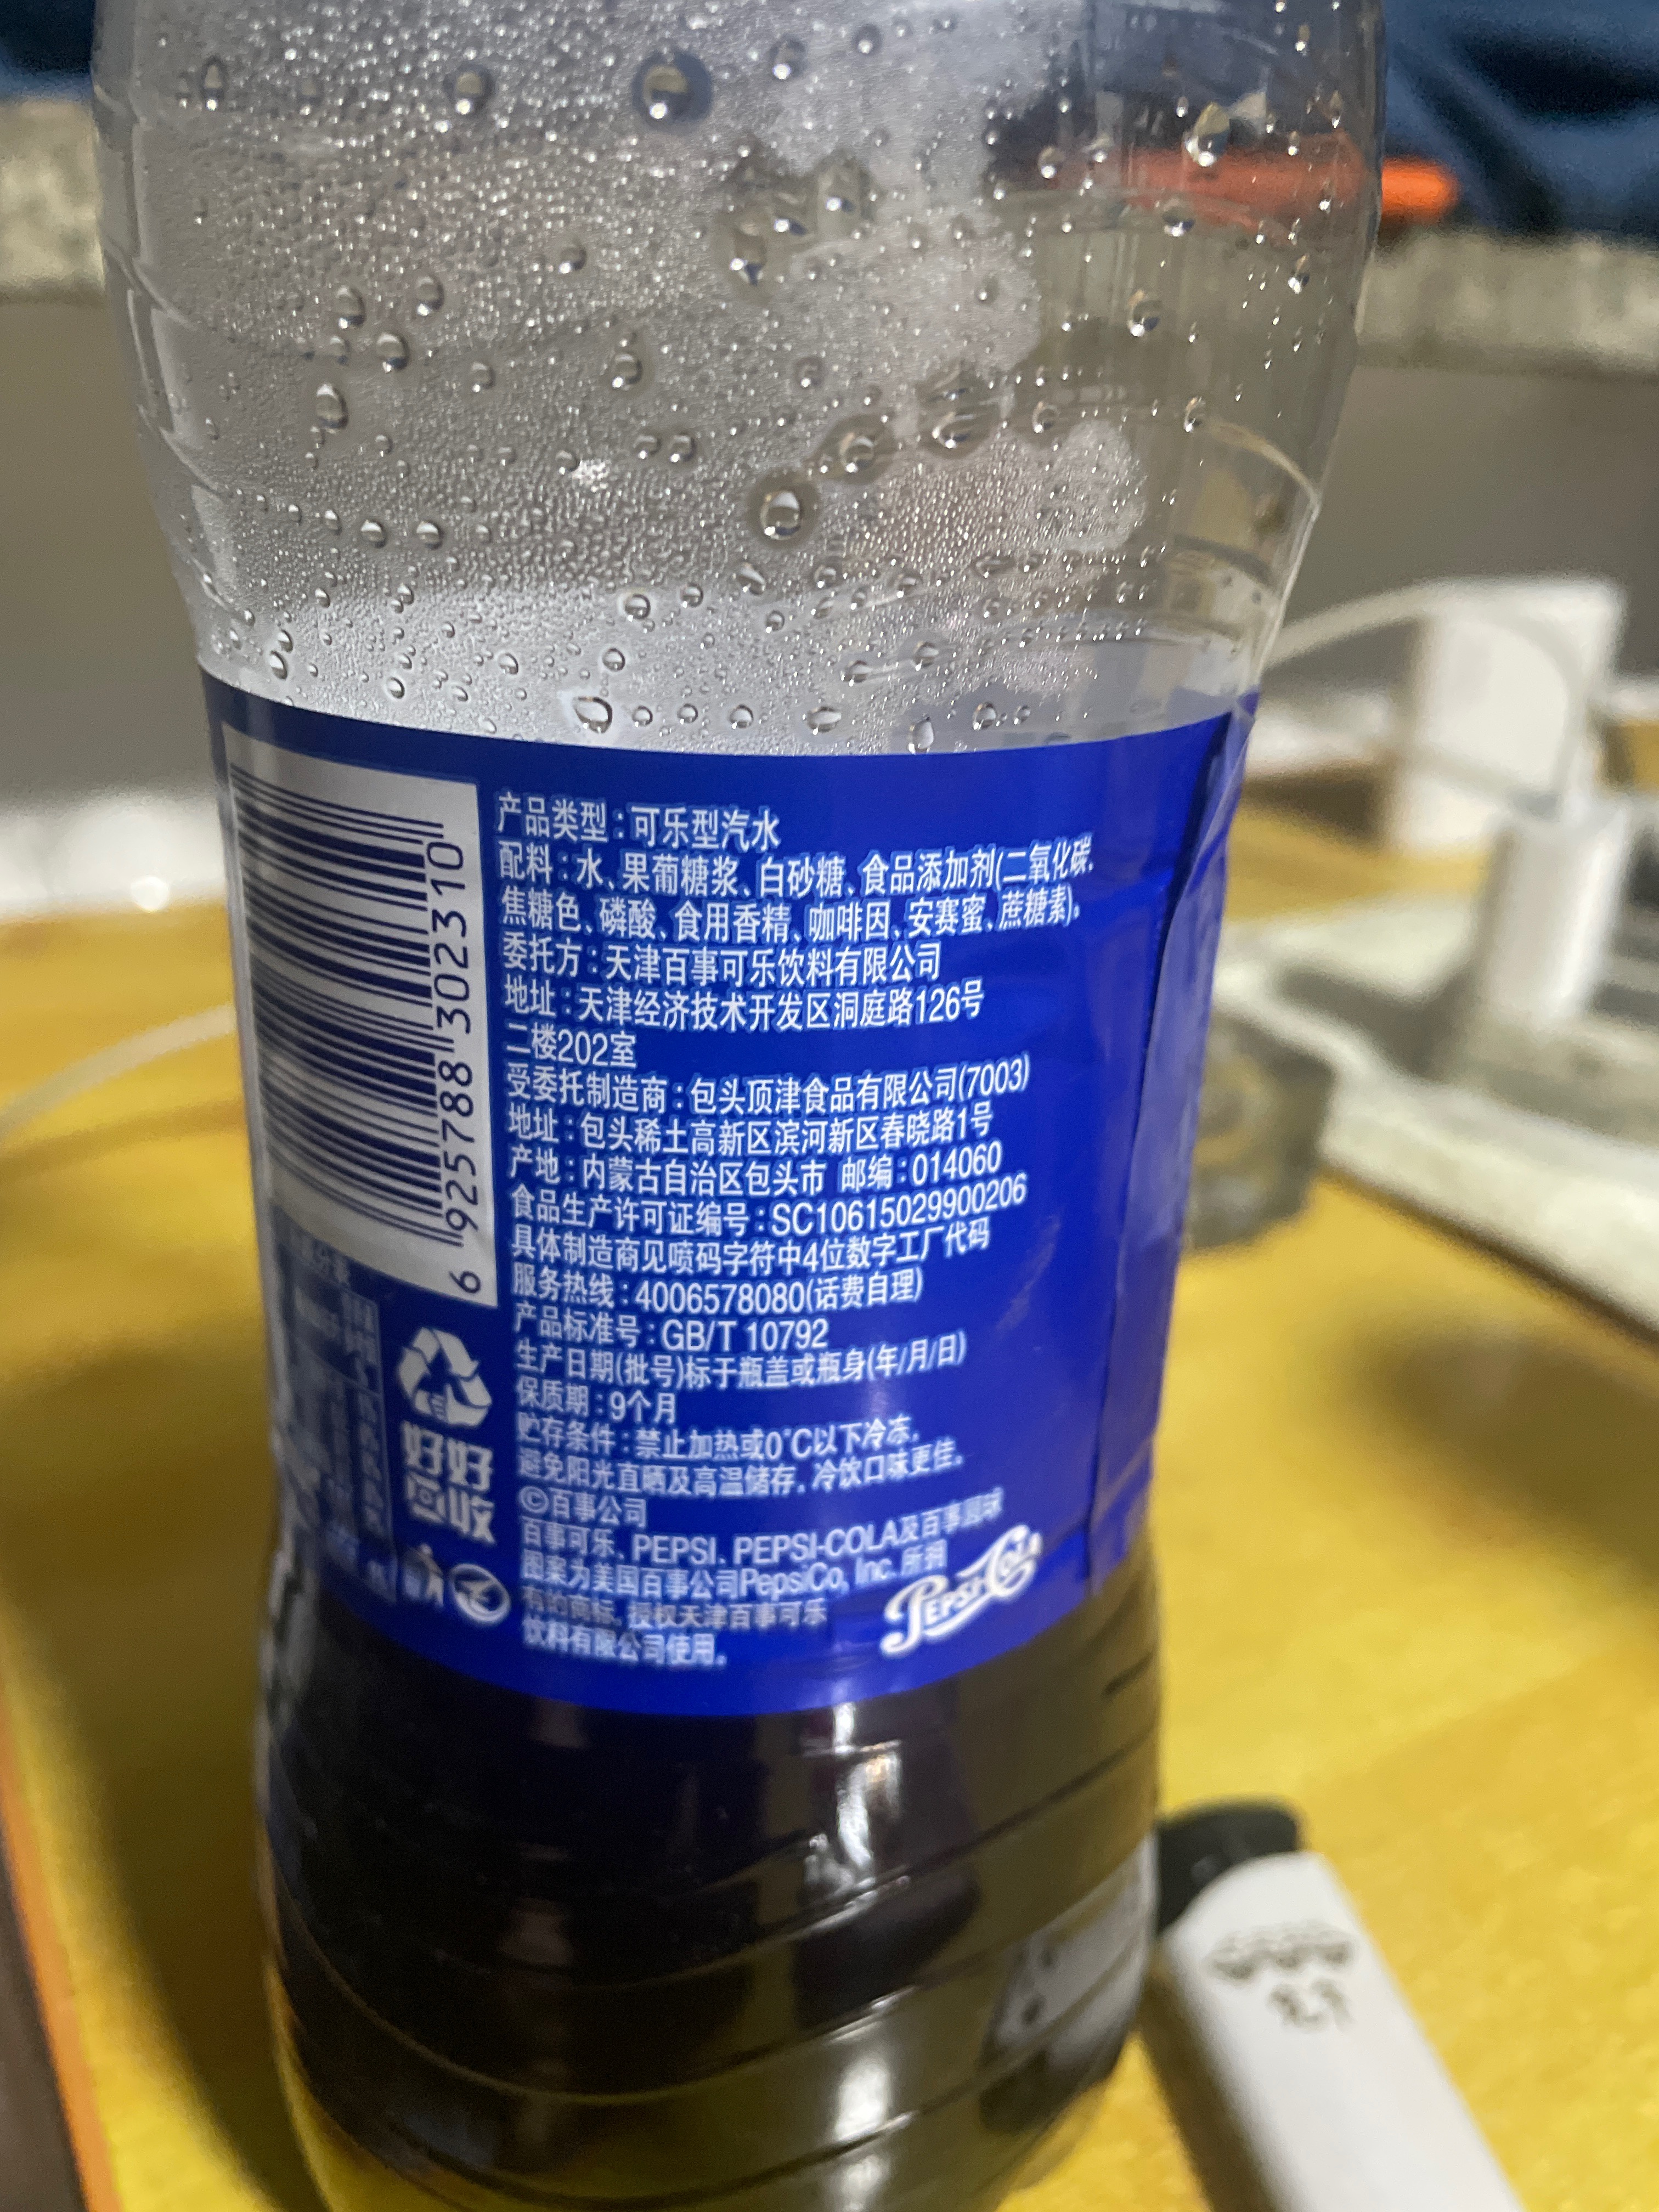 产品类型:可乐型汽水
配料:水、果葡糖浆、白砂糖、食品添加剂(二氧化碳、
焦糖色、磷酸、食用香精、咖啡因、安赛蜜、蔗糖素)。
委托方:天津百事可乐饮料有限公司
地址:天津经济技术开发区洞庭路126号
二楼202室
受委托制造商:包头顶津食品有限公司(7003)
地址:包头稀土高新区滨河新区春晓路1号
产地:内蒙古自治区包头市 邮编:014060
食品生产许可证编号:SC10615029900206
具体制造商见喷码字符中4位数字工厂代码
服务热线:4006578080(话费自理)
产品标准号:GB/T 10792
生产日期(批号)标于瓶盖或瓶身(年/月/日)
保质期:9个月
贮存条件:禁止加热或0°C以下冷冻,
避免阳光直晒及高温储存,冷饮口味更佳。
©百事公司
百事可乐、PEPSI、PEPSI-COLA及百事圆球
图案为美国百事公司PepsiCo, Inc.所拥
有的商标,授权天津百事可乐
饮料有限公司使用。
PEPSI-COLA
6 925788 302310
好好
回收